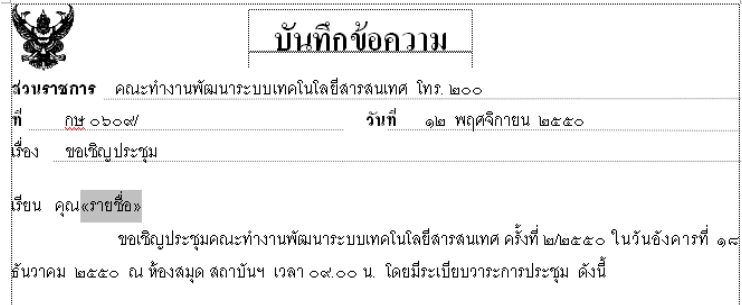 บันทึกข้อความ
ส่วนราชการ คณะทำงานพัฒนาระบบเทคโนโลยีสารสนเทศ โทร. ๒๐๐
ที่ กษ ๐๖๐๙/ วันที่ ๑๒ พฤศจิกายน ๒๕๕๐
เรื่อง ขอเชิญประชุม
เรียน คุณ«รายชื่อ»
ขอเชิญประชุมคณะทำงานพัฒนาระบบเทคโนโลยีสารสนเทศ ครั้งที่ ๒/๒๕๕๐ ในวันอังคารที่ ๑๘
ธันวาคม ๒๕๕๐ ณ ห้องสมุด สถาบันฯ เวลา ๐๙.๐๐ น. โดยมีระเบียบวาระการประชุม ดังนี้